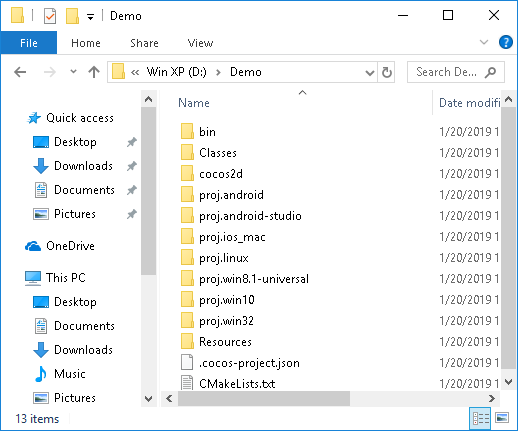 Demo
File Home Share View
Win XP (D:) Demo Search De...
Name Date modifi
Quick access
Desktop
Downloads
Documents
Pictures
OneDrive
This PC
Desktop
Documents
Downloads
Music
Pictures
bin 1/20/2019 1
Classes 1/20/2019 1
cocos2d 1/20/2019 1
proj.android 1/20/2019 1
proj.android-studio 1/20/2019 1
proj.ios_mac 1/20/2019 1
proj.linux 1/20/2019 1
proj.win8.1-universal 1/20/2019 1
proj.win10 1/20/2019 1
proj.win32 1/20/2019 1
Resources 1/20/2019 1
.cocos-project.json 1/20/2019 1
CMakeLists.txt 1/20/2019 1
13 items